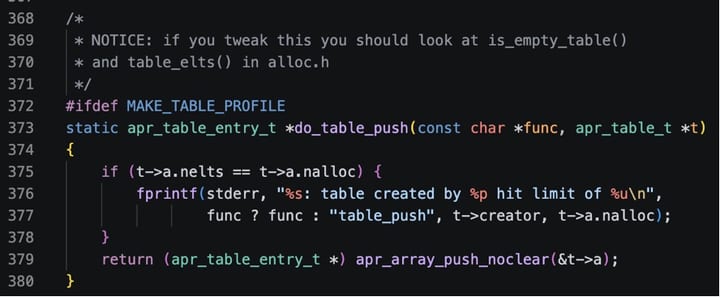 368 /*
369  * NOTICE: if you tweak this you should look at is_empty_table()
370  * and table_elts() in alloc.h
371  */
372 #ifdef MAKE_TABLE_PROFILE
373 static apr_table_entry_t *do_table_push(const char *func, apr_table_t *t)
374 {
375     if (t->a.nelts == t->a.nalloc) {
376         fprintf(stderr, "%s: table created by %p hit limit of %u\n",
377                 func ? func : "table_push", t->creator, t->a.nalloc);
378     }
379     return (apr_table_entry_t *) apr_array_push_noclear(&t->a);
380 }